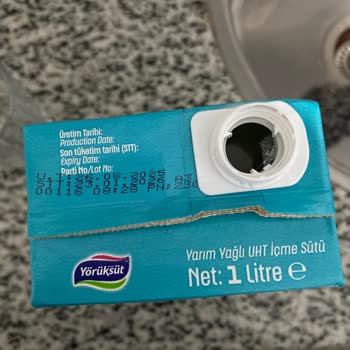 Üretim Tarihi:
Production Date:
Son tüketim tarihi (STT):
Expiry Date:
Parti No/Lot No:
Yörüksüt
Yarım Yağlı UHT İçme Sütü
Net: 1 Litre ℮